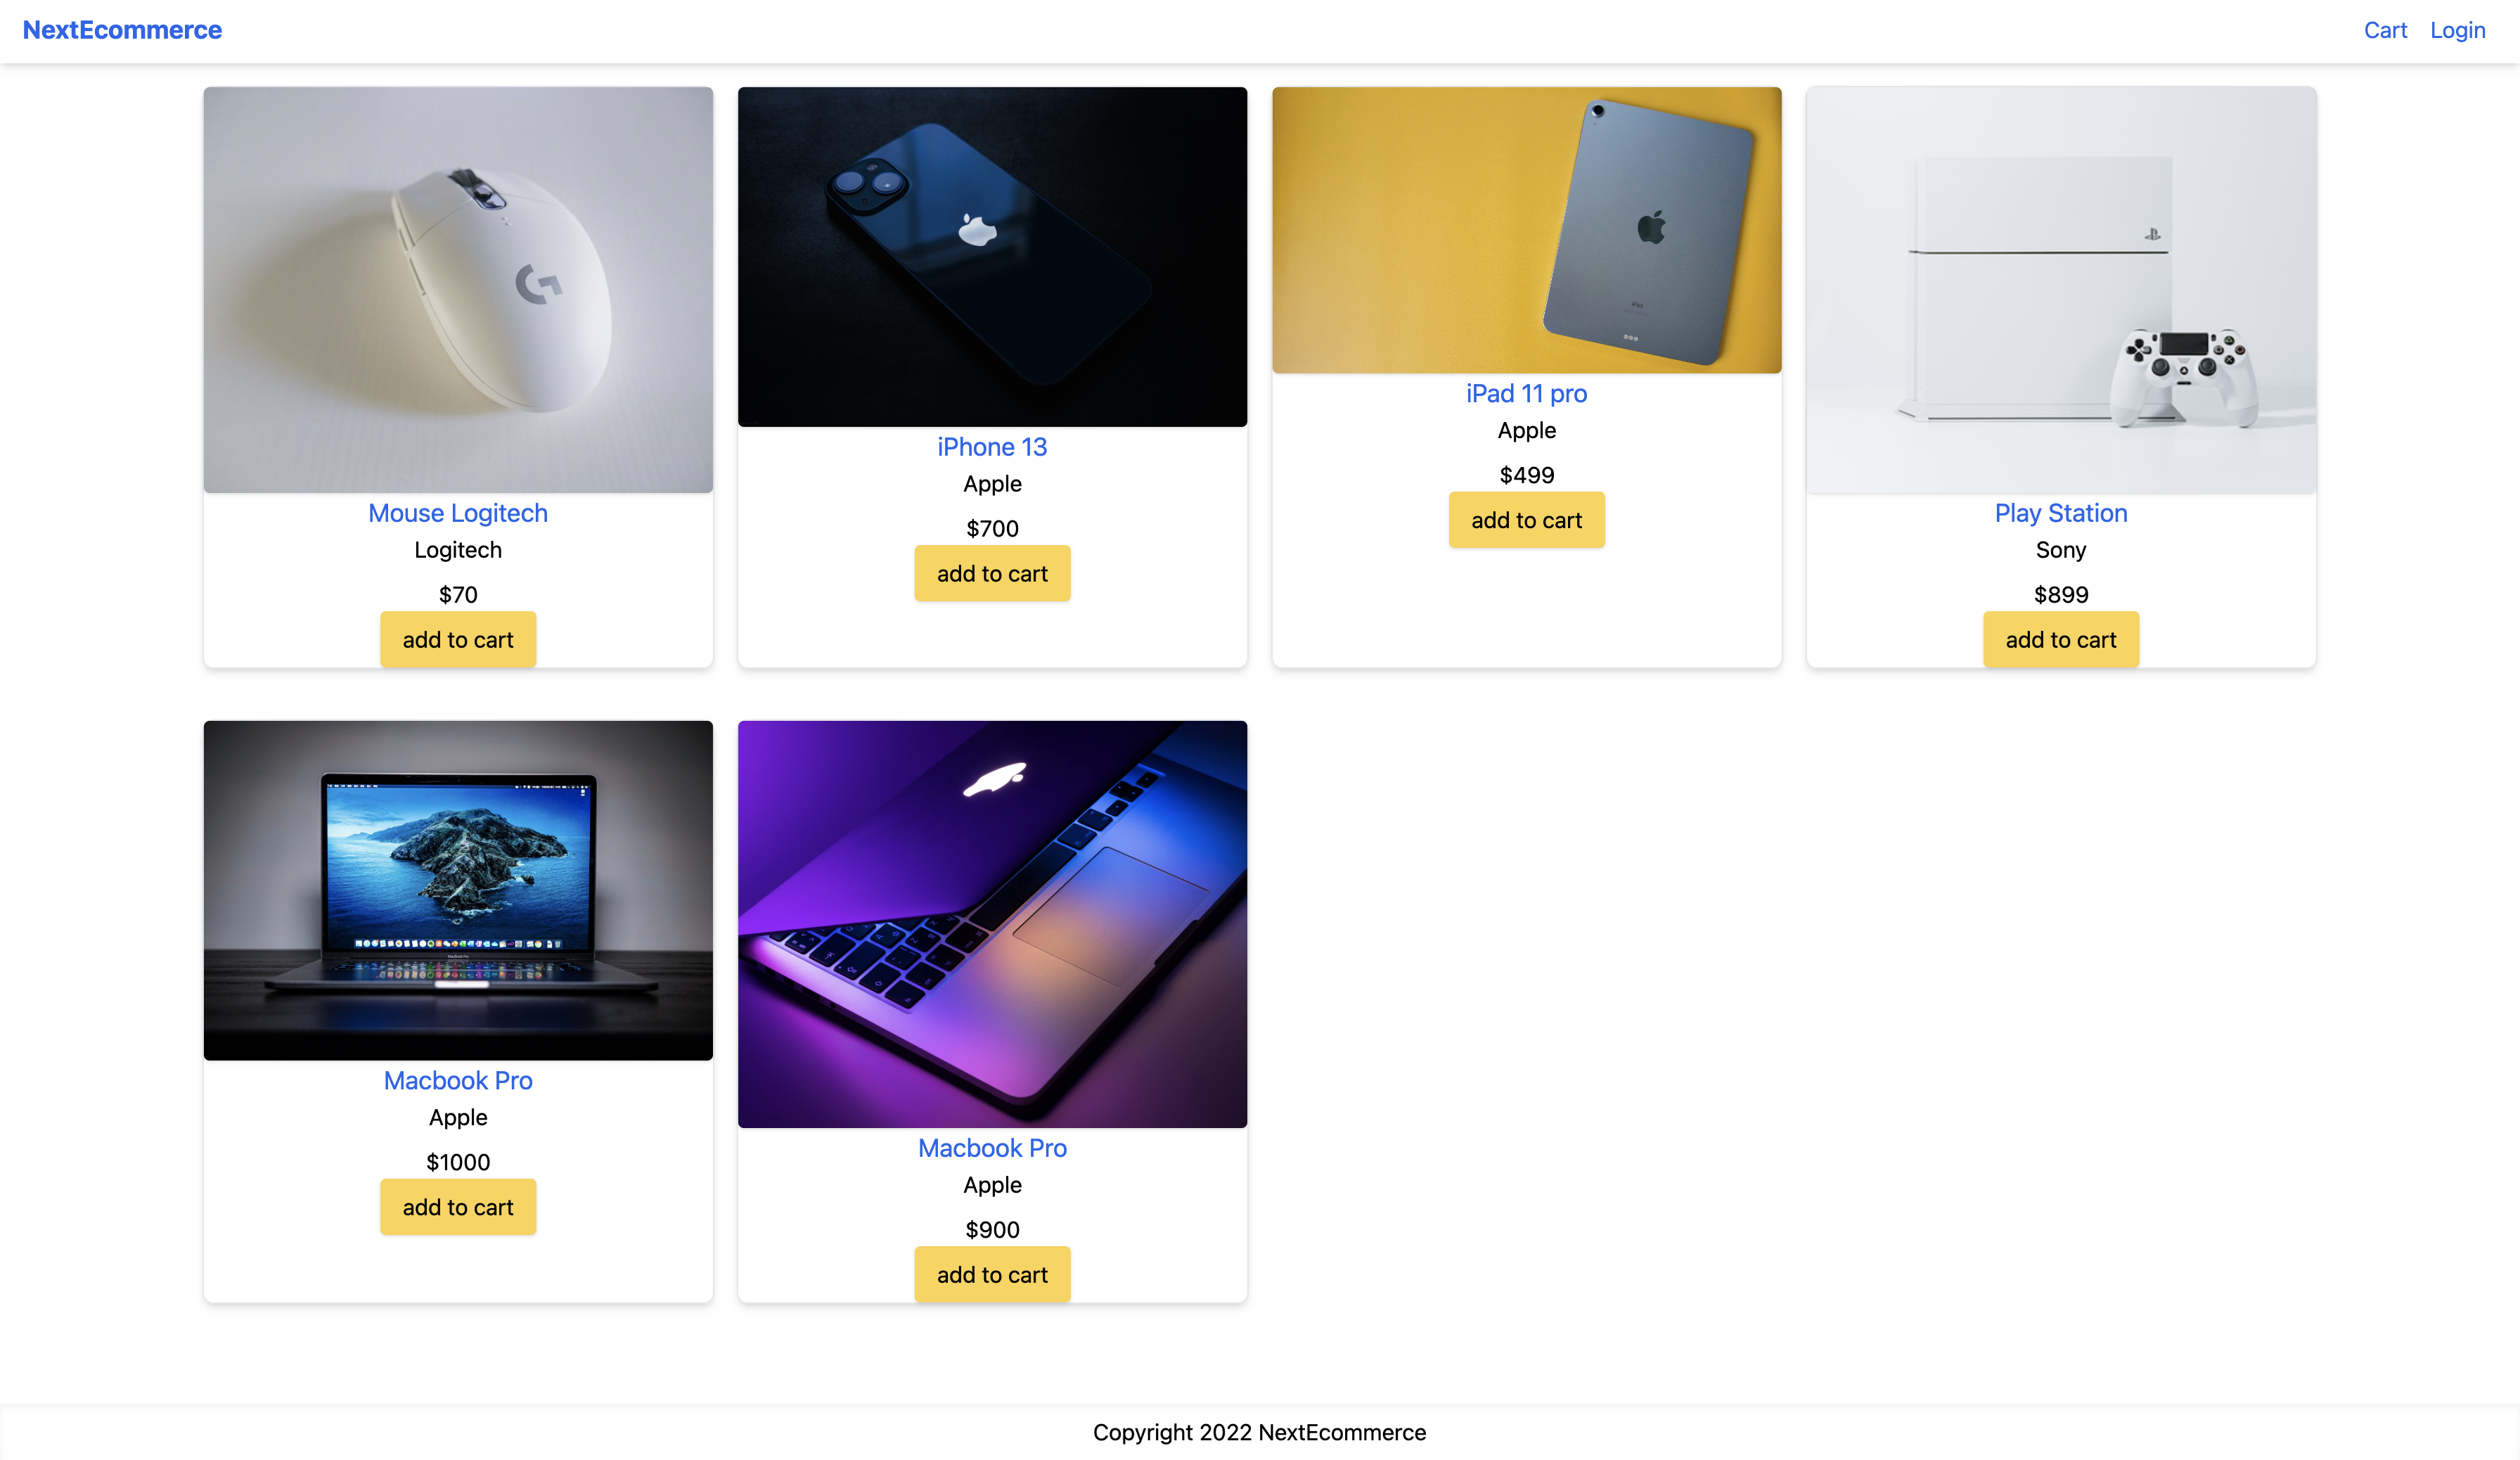 NextEcommerce
Cart Login
Mouse Logitech
Logitech
$70
add to cart
iPhone 13
Apple
$700
add to cart
iPad 11 pro
Apple
$499
add to cart
Play Station
Sony
$899
add to cart
Macbook Pro
Apple
$1000
add to cart
Macbook Pro
Apple
$900
add to cart
Copyright 2022 NextEcommerce